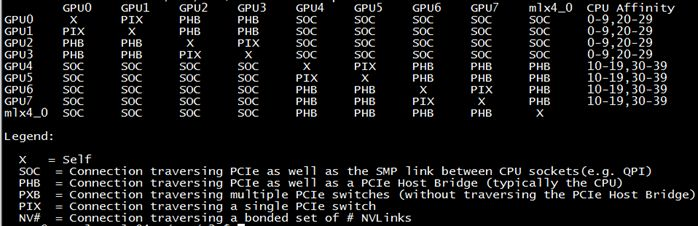 GPU0 GPU1 GPU2 GPU3 GPU4 GPU5 GPU6 GPU7 mlx4_0 CPU Affinity
GPU0 X PIX PHB PHB SOC SOC SOC SOC SOC 0-9,20-29
GPU1 PIX X PHB PHB SOC SOC SOC SOC SOC 0-9,20-29
GPU2 PHB PHB X PIX SOC SOC SOC SOC SOC 0-9,20-29
GPU3 PHB PHB PIX X SOC SOC SOC SOC SOC 0-9,20-29
GPU4 SOC SOC SOC SOC X PIX PHB PHB PHB 10-19,30-39
GPU5 SOC SOC SOC SOC PIX X PHB PHB PHB 10-19,30-39
GPU6 SOC SOC SOC SOC PHB PHB X PIX PHB 10-19,30-39
GPU7 SOC SOC SOC SOC PHB PHB PIX X PHB 10-19,30-39
mlx4_0 SOC SOC SOC SOC PHB PHB PHB PHB X
Legend:
X = Self
SOC = Connection traversing PCIe as well as the SMP link between CPU sockets(e.g. QPI)
PHB = Connection traversing PCIe as well as a PCIe Host Bridge (typically the CPU)
PXB = Connection traversing multiple PCIe switches (without traversing the PCIe Host Bridge)
PIX = Connection traversing a single PCIe switch
NV# = Connection traversing a bonded set of # NVLinks